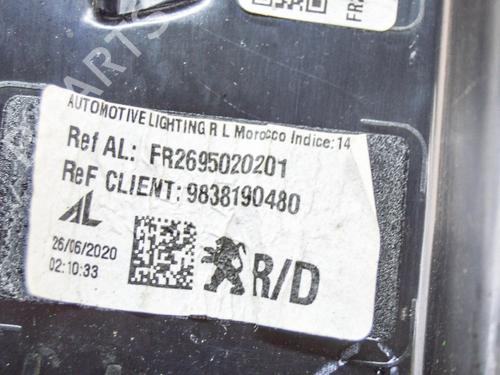 AUTOMOTIVE LIGHTING R L Morocco Indice: 14
Ref AL: FR2695020201
Ref CLIENT: 9838190480
AL
26/06/2020
02:10:33
R/D